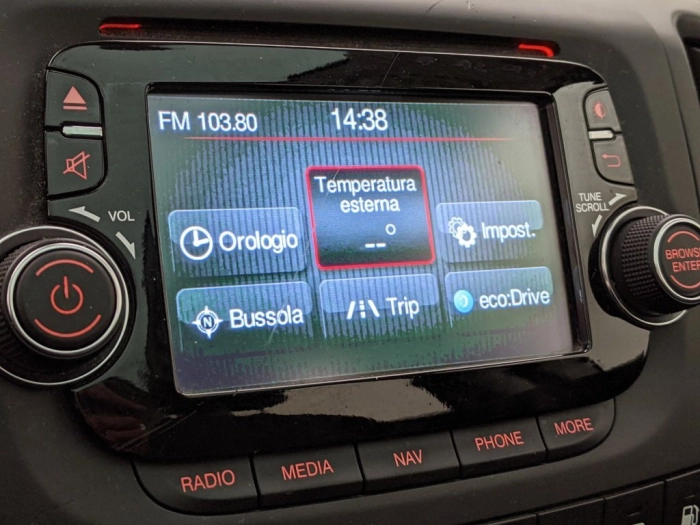 FM 103.80 14:38
VOL
TUNE
SCROLL
Temperatura
esterna
--°
Orologio
Impost.
BROWSE
ENTER
N
Bussola
Trip
eco:Drive
RADIO
MEDIA
NAV
PHONE
MORE